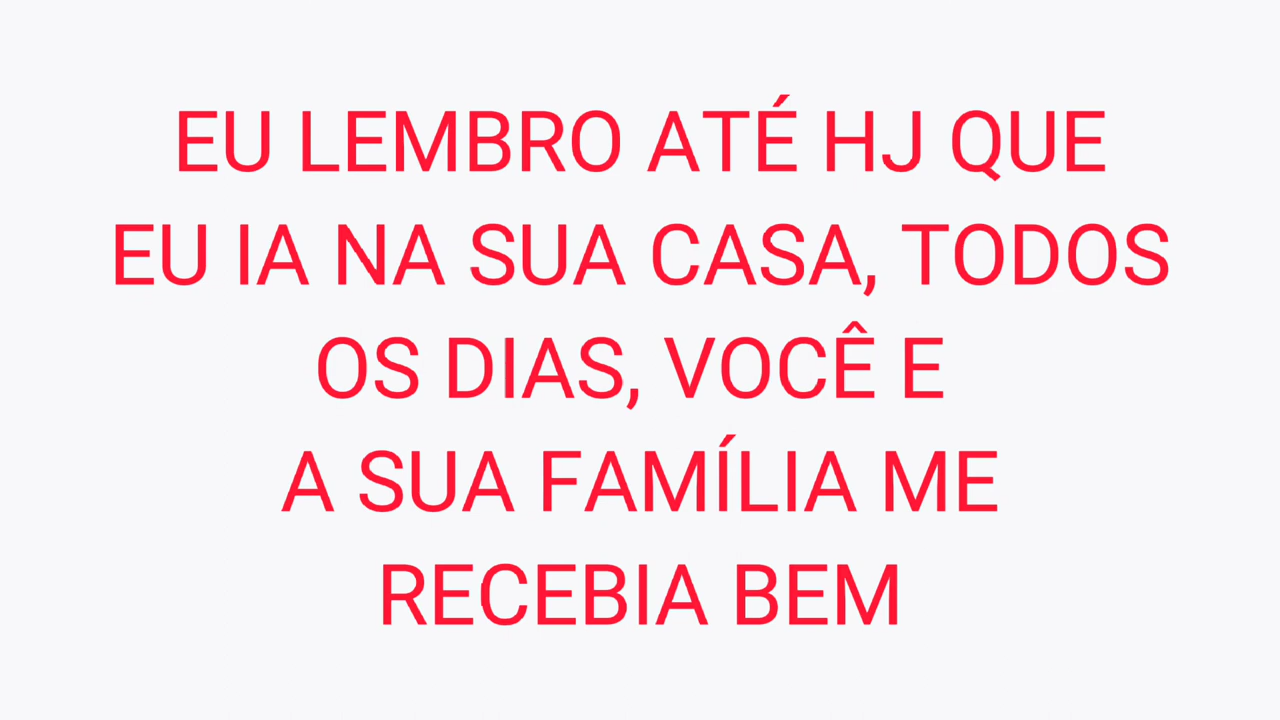 EU LEMBRO ATÉ HJ QUE
EU IA NA SUA CASA, TODOS
OS DIAS, VOCÊ E
A SUA FAMÍLIA ME
RECEBIA BEM